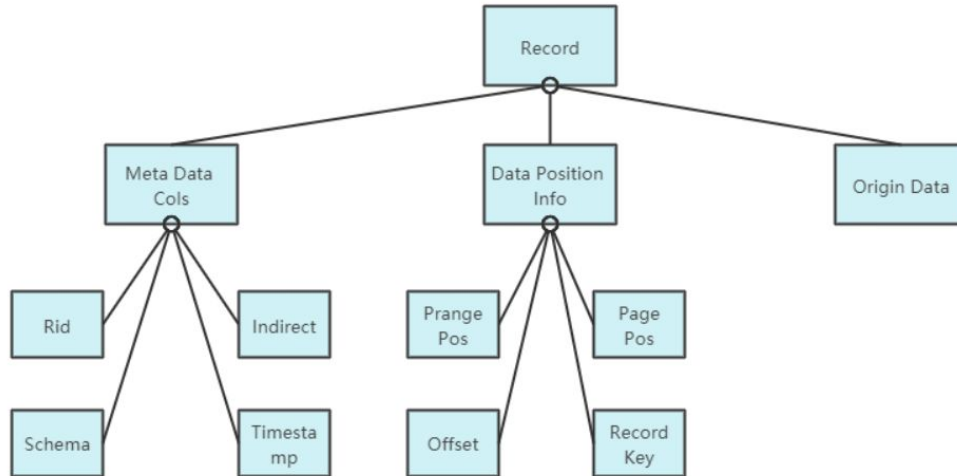 Record
Meta Data
Cols
Data Position
Info
Origin Data
Rid
Indirect
Prange
Pos
Page
Pos
Schema
Timesta
mp
Offset
Record
Key